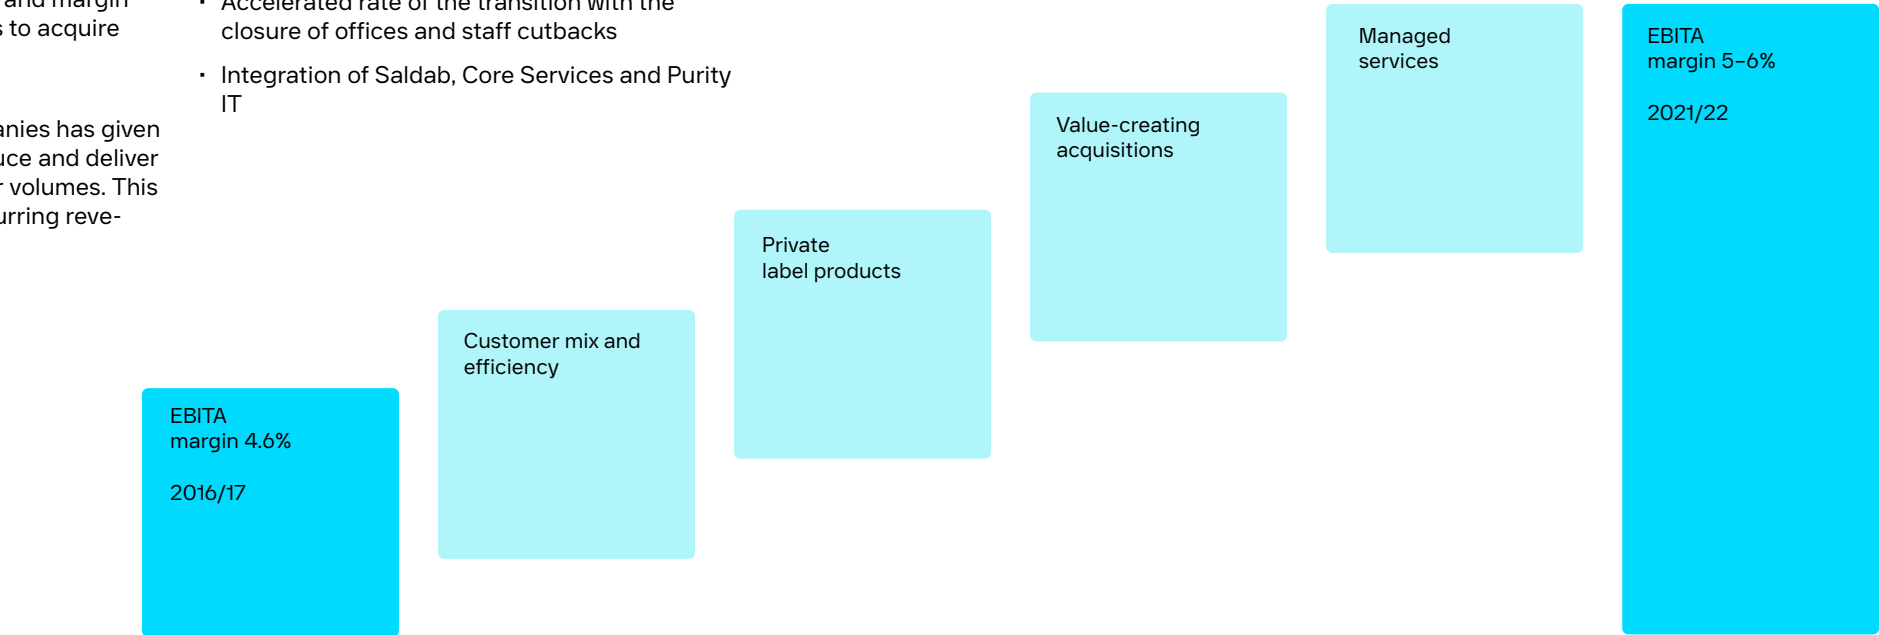 and margin
s to acquire
anies has given
uce and deliver
r volumes. This
urring reve-
· Accelerated rate of the transition with the
closure of offices and staff cutbacks
· Integration of Saldab, Core Services and Purity
IT
EBITA
margin 4.6%
2016/17
Customer mix and
efficiency
Private
label products
Value-creating
acquisitions
Managed
services
EBITA
margin 5–6%
2021/22